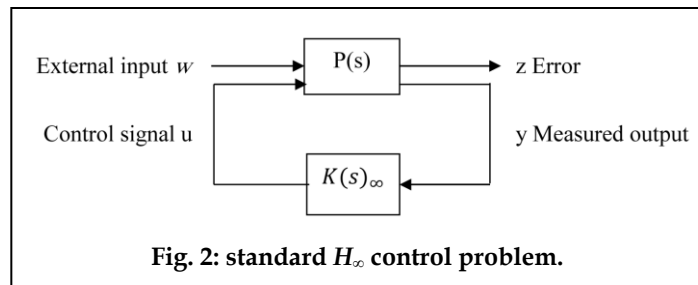 External input w
P(s)
z Error
Control signal u
y Measured output
K(s)∞
Fig. 2: standard H∞ control problem.